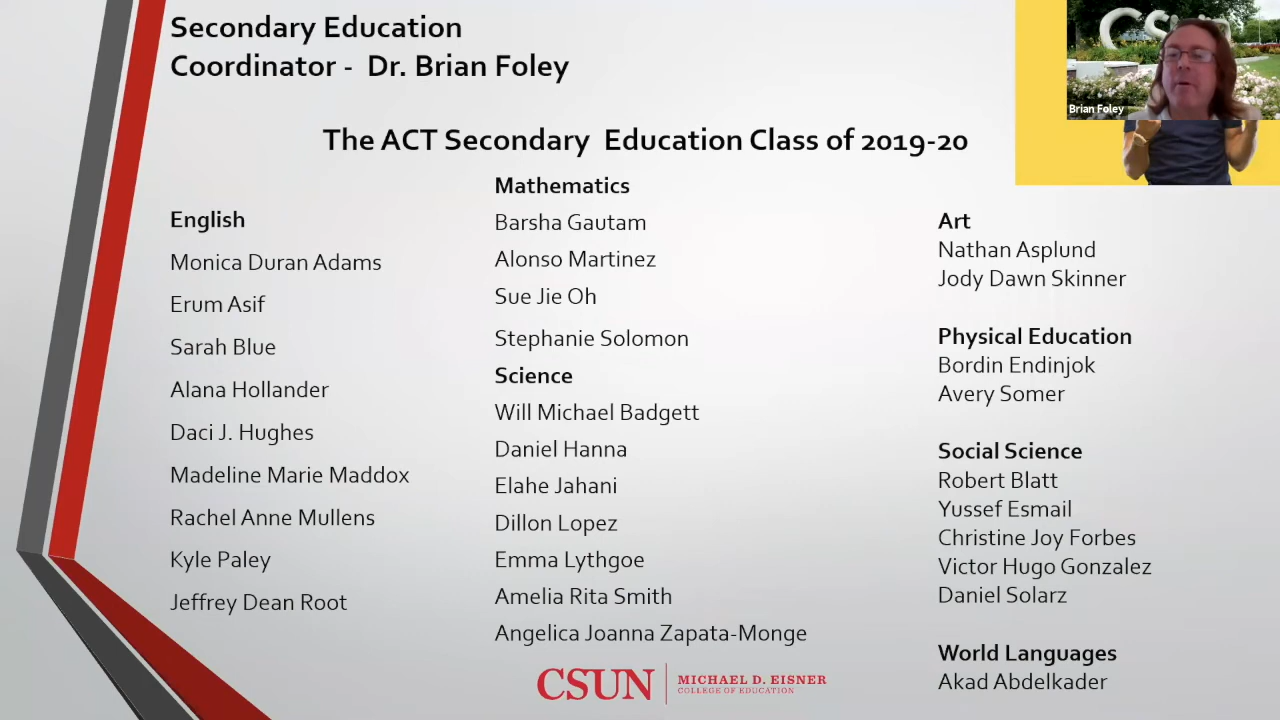 Secondary Education
Coordinator - Dr. Brian Foley
The ACT Secondary Education Class of 2019-20
English
Monica Duran Adams
Erum Asif
Sarah Blue
Alana Hollander
Daci J. Hughes
Madeline Marie Maddox
Rachel Anne Mullens
Kyle Paley
Jeffrey Dean Root
Mathematics
Barsha Gautam
Alonso Martinez
Sue Jie Oh
Stephanie Solomon
Science
Will Michael Badgett
Daniel Hanna
Elahe Jahani
Dillon Lopez
Emma Lythgoe
Amelia Rita Smith
Angelica Joanna Zapata-Monge
Art
Nathan Asplund
Jody Dawn Skinner
Physical Education
Bordin Endinjok
Avery Somer
Social Science
Robert Blatt
Yussef Esmail
Christine Joy Forbes
Victor Hugo Gonzalez
Daniel Solarz
World Languages
Akad Abdelkader
CSUN
MICHAEL D. EISNER
COLLEGE OF EDUCATION
CSUN
Brian Foley